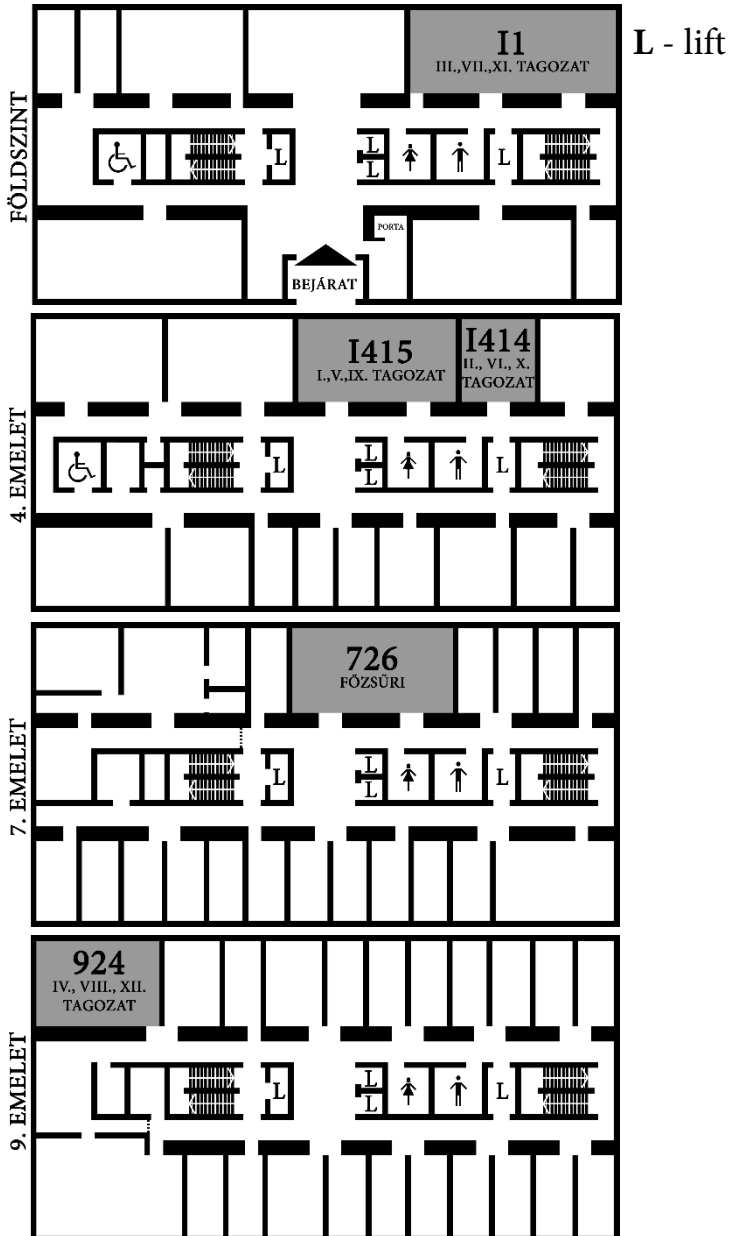 L - lift
FÖLDSZINT
I1
III.,VII.,XI. TAGOZAT
L
L
L
L
PORTA
BEJÁRAT
4. EMELET
I415
I.,V.,IX. TAGOZAT
I414
II., VI., X.
TAGOZAT
L
L
L
L
7. EMELET
726
FŐZSŰRI
L
L
L
L
9. EMELET
924
IV., VIII., XII.
TAGOZAT
L
L
L
L